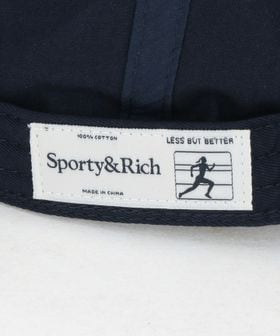 100% COTTON
LESS BUT BETTER
Sporty&Rich
MADE IN CHINA